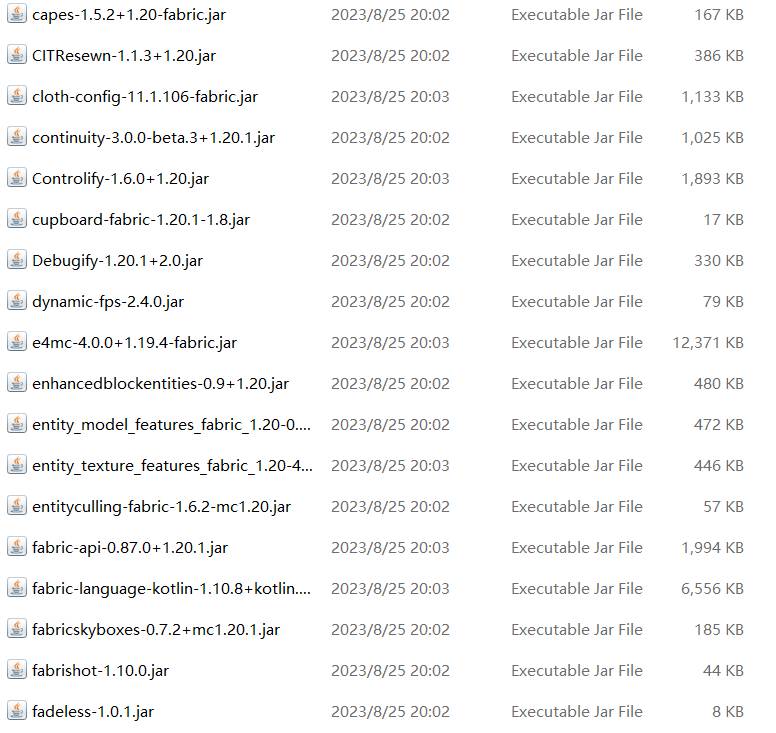 capes-1.5.2+1.20-fabric.jar 2023/8/25 20:02 Executable Jar File 167 KB
CITResewn-1.1.3+1.20.jar 2023/8/25 20:02 Executable Jar File 386 KB
cloth-config-11.1.106-fabric.jar 2023/8/25 20:03 Executable Jar File 1,133 KB
continuity-3.0.0-beta.3+1.20.1.jar 2023/8/25 20:02 Executable Jar File 1,025 KB
Controlify-1.6.0+1.20.jar 2023/8/25 20:03 Executable Jar File 1,893 KB
cupboard-fabric-1.20.1-1.8.jar 2023/8/25 20:02 Executable Jar File 17 KB
Debugify-1.20.1+2.0.jar 2023/8/25 20:02 Executable Jar File 330 KB
dynamic-fps-2.4.0.jar 2023/8/25 20:02 Executable Jar File 79 KB
e4mc-4.0.0+1.19.4-fabric.jar 2023/8/25 20:03 Executable Jar File 12,371 KB
enhancedblockentities-0.9+1.20.jar 2023/8/25 20:02 Executable Jar File 480 KB
entity_model_features_fabric_1.20-0.... 2023/8/25 20:02 Executable Jar File 472 KB
entity_texture_features_fabric_1.20-4... 2023/8/25 20:03 Executable Jar File 446 KB
entityculling-fabric-1.6.2-mc1.20.jar 2023/8/25 20:02 Executable Jar File 57 KB
fabric-api-0.87.0+1.20.1.jar 2023/8/25 20:03 Executable Jar File 1,994 KB
fabric-language-kotlin-1.10.8+kotlin.... 2023/8/25 20:03 Executable Jar File 6,556 KB
fabricskyboxes-0.7.2+mc1.20.1.jar 2023/8/25 20:02 Executable Jar File 185 KB
fabrishot-1.10.0.jar 2023/8/25 20:02 Executable Jar File 44 KB
fadeless-1.0.1.jar 2023/8/25 20:02 Executable Jar File 8 KB